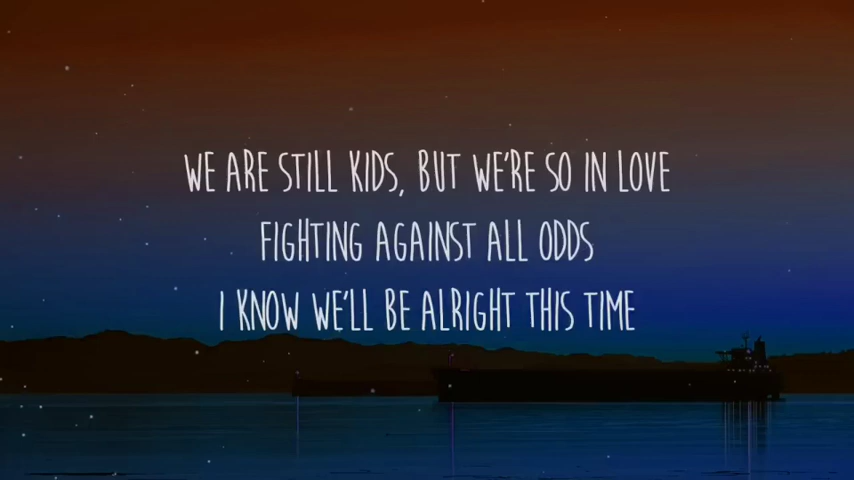 WE ARE STILL KIDS, BUT WE'RE SO IN LOVE
FIGHTING AGAINST ALL ODDS
I KNOW WE'LL BE ALRIGHT THIS TIME